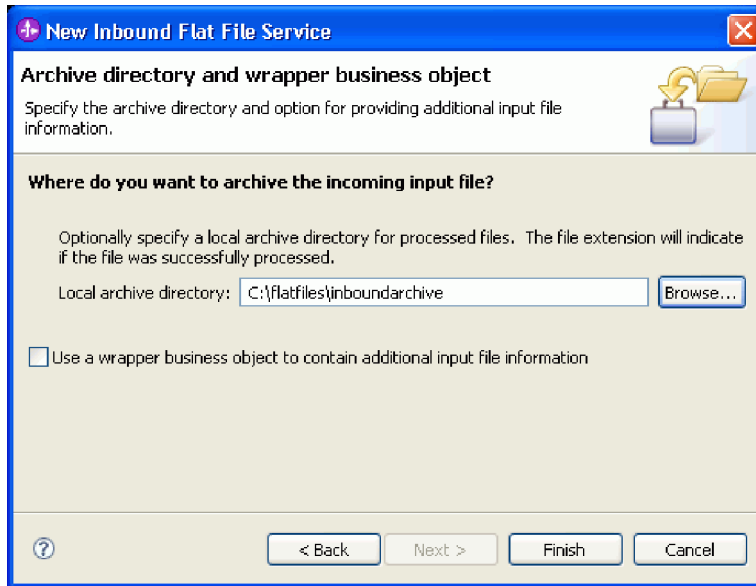 New Inbound Flat File Service
Archive directory and wrapper business object
Specify the archive directory and option for providing additional input file
information.
Where do you want to archive the incoming input file?
Optionally specify a local archive directory for processed files.  The file extension will indicate
if the file was successfully processed.
Local archive directory: C:\flatfiles\inboundarchive Browse...
Use a wrapper business object to contain additional input file information
? < Back Next > Finish Cancel